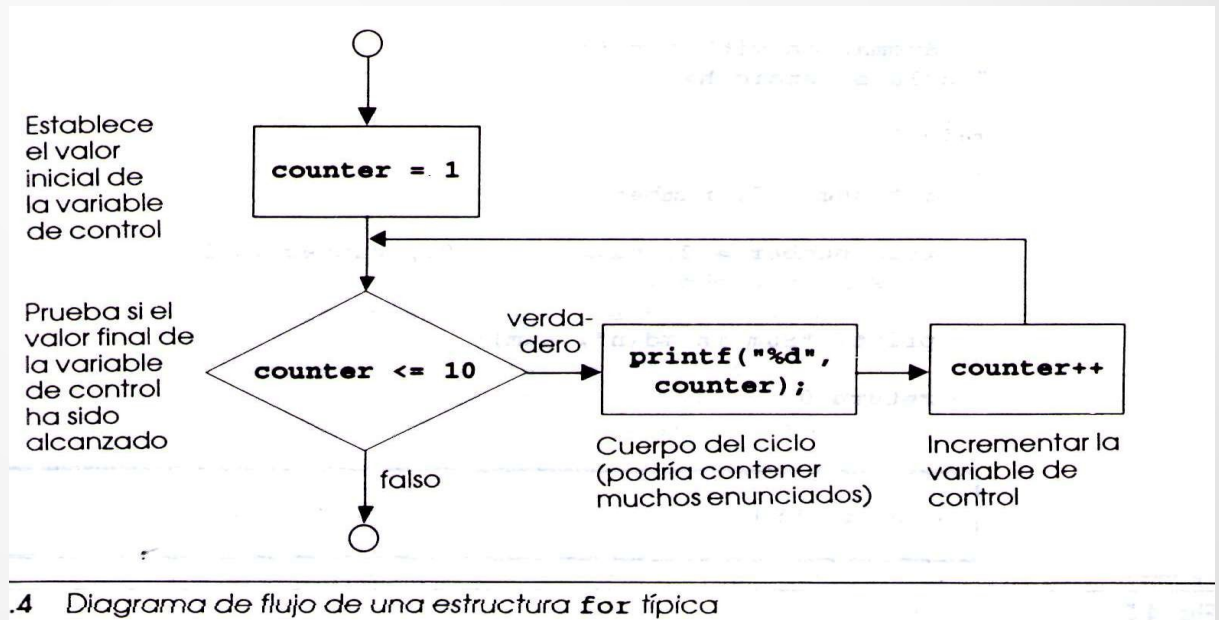 Establece
el valor
inicial de
la variable
de control
counter = 1
Prueba si el
valor final de
la variable
de control
ha sido
alcanzado
counter <= 10
verda-
dero
printf("%d",
counter);
counter++
Cuerpo del ciclo
(podría contener
muchos enunciados)
Incrementar la
variable de
control
falso
.4 Diagrama de flujo de una estructura for típica